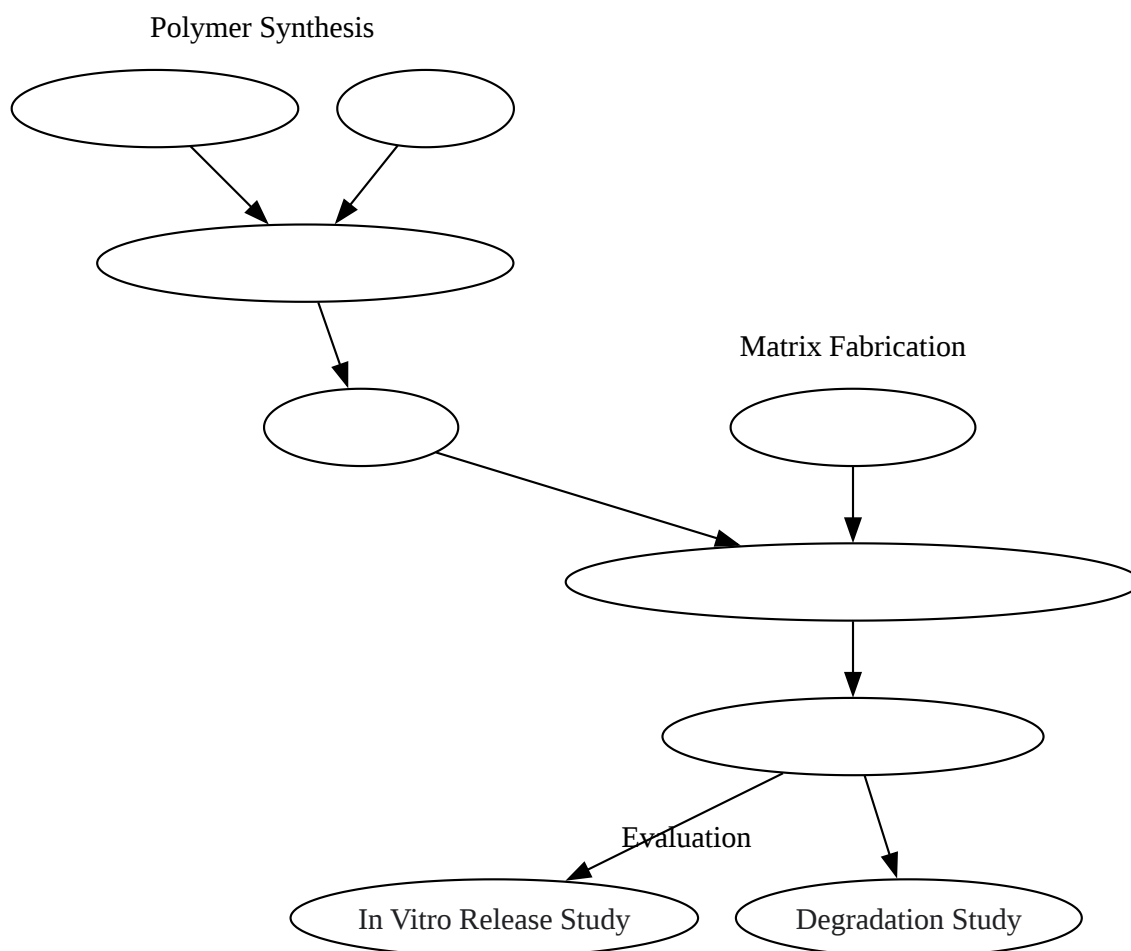 Polymer Synthesis
Matrix Fabrication
Evaluation
In Vitro Release Study
Degradation Study